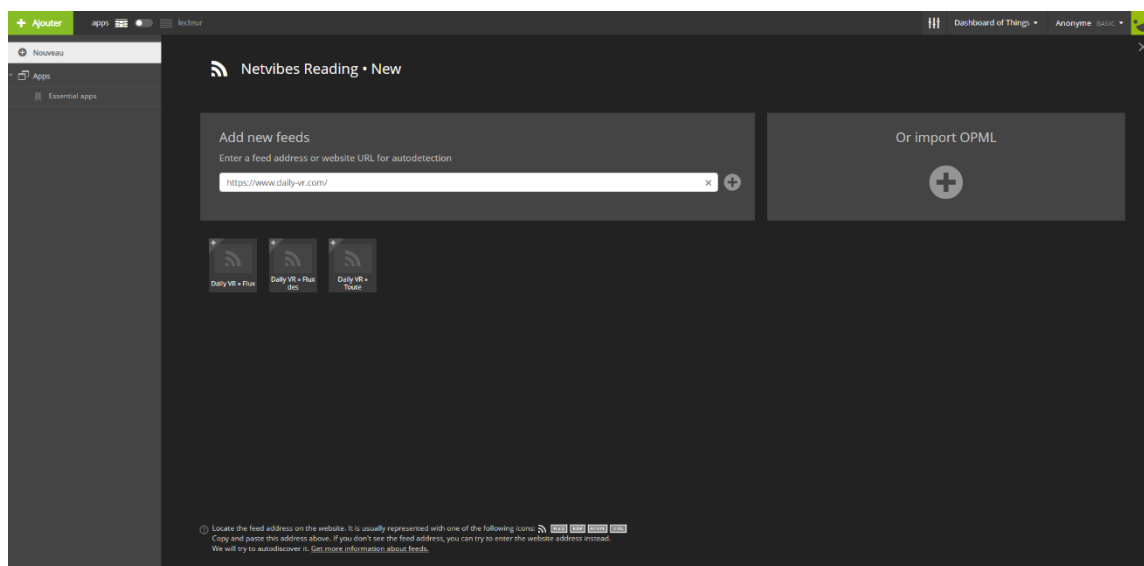 + Ajouter
apps
lecteur
Dashboard of Things
Anonyme BASIC
Nouveau
Apps
Essential apps
Netvibes Reading • New
Add new feeds
Enter a feed address or website URL for autodetection
https://www.daily-vr.com/
Or import OPML
Daily VR » Flux
Daily VR » Flux
des
Daily VR »
Toute
Locate the feed address on the website. It is usually represented with one of the following icons:
Copy and paste this address above. If you don't see the feed address, you can try to enter the website address instead.
We will try to autodiscover it. Get more information about feeds.